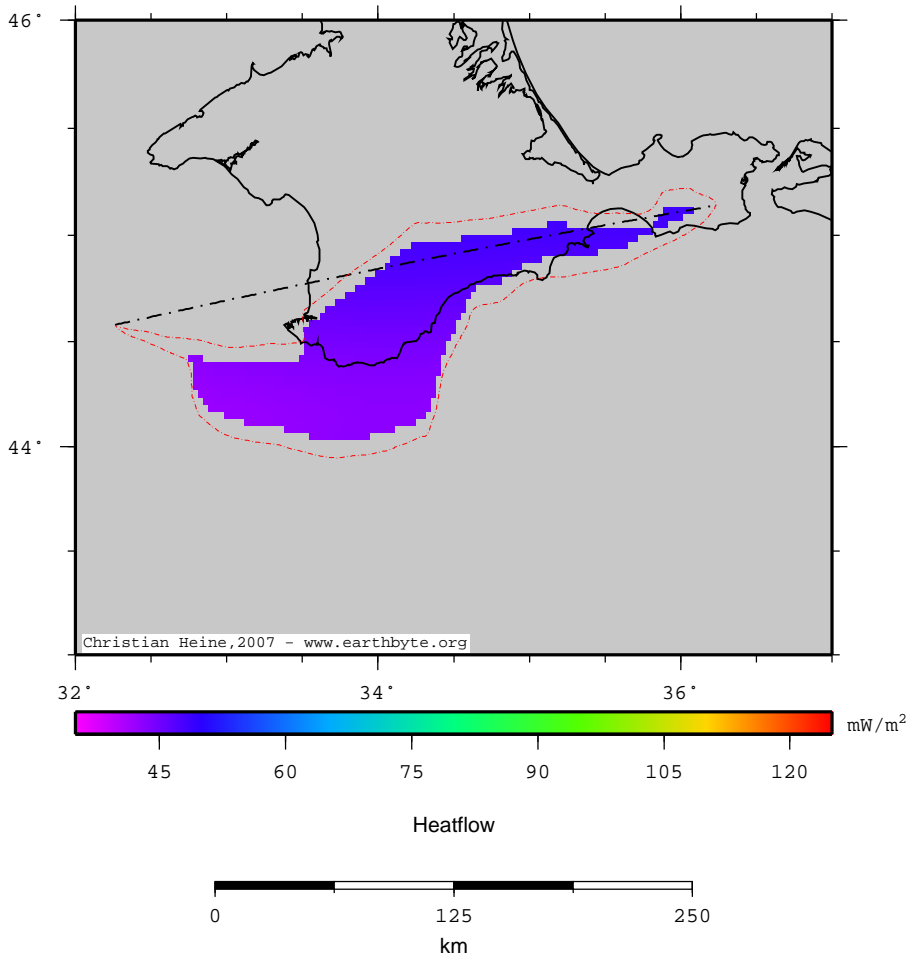 46°
44°
Christian Heine,2007 - www.earthbyte.org
32° 34° 36°
mW/m²
45 60 75 90 105 120
Heatflow
0 125 250
km